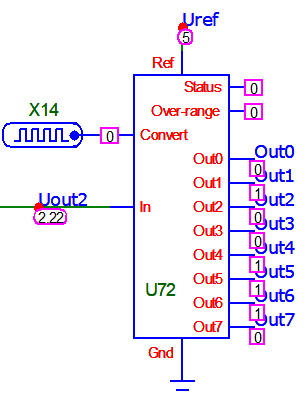 Uref
5
Ref
X14
Status 0
Over-range 0
0 Convert
Out0 Out0
0
Out1 Out1
1
Uout2
2.22
In
Out2 Out2
0
Out3 Out3
0
Out4 Out4
1
Out5 Out5
1
U72
Out6 Out6
1
Out7 Out7
0
Gnd